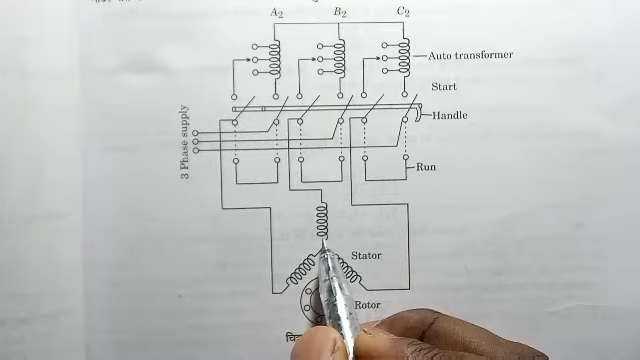 A2 B2 C2
Auto transformer
Start
Handle
3 Phase supply
Run
Stator
Rotor